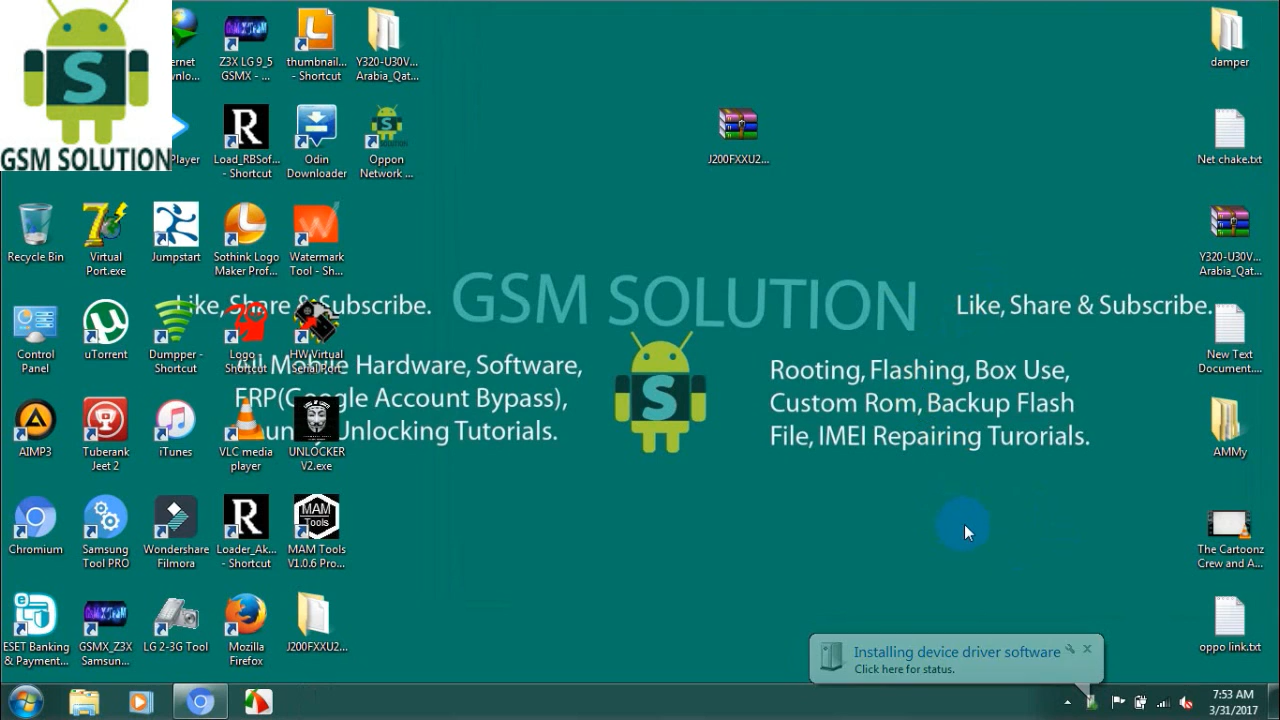 S
GSM SOLUTION
Z3X LG 9_5
GSMX - ...
thumbnail...
- Shortcut
Y320-U30V...
Arabia_Qat...
damper
Player
Load_RBSof...
- Shortcut
Odin
Downloader
Oppon
Network ...
J200FXXU2...
Net chake.txt
Recycle Bin
Virtual
Port.exe
Jumpstart
Sothink Logo
Maker Prof...
Watermark
Tool - Sh...
Y320-U30V...
Arabia_Qat...
GSM SOLUTION
Like, Share & Subscribe.
Like, Share & Subscribe.
Control
Panel
uTorrent
Dumpper -
Shortcut
HW Virtual
Serial Port
New Text
Document....
Mobile Hardware, Software,
Account Bypass),
Unlocking Tutorials.
S
Rooting, Flashing, Box Use,
Custom Rom, Backup Flash
File, IMEI Repairing Turorials.
AIMP3
Tuberank
Jeet 2
iTunes
VLC media
player
UNLOCKER
V2.exe
AMMy
Chromium
Samsung
Tool PRO
Wondershare
Filmora
Loader_Ak...
- Shortcut
MAM
Tools
MAM Tools
V1.0.6 Pro...
The Cartoonz
Crew and A...
ESET Banking
& Payment...
GSMX_Z3X
Samsun...
LG 2-3G Tool
Mozilla
Firefox
J200FXXU2...
oppo link.txt
Installing device driver software
Click here for status.
7:53 AM
3/31/2017